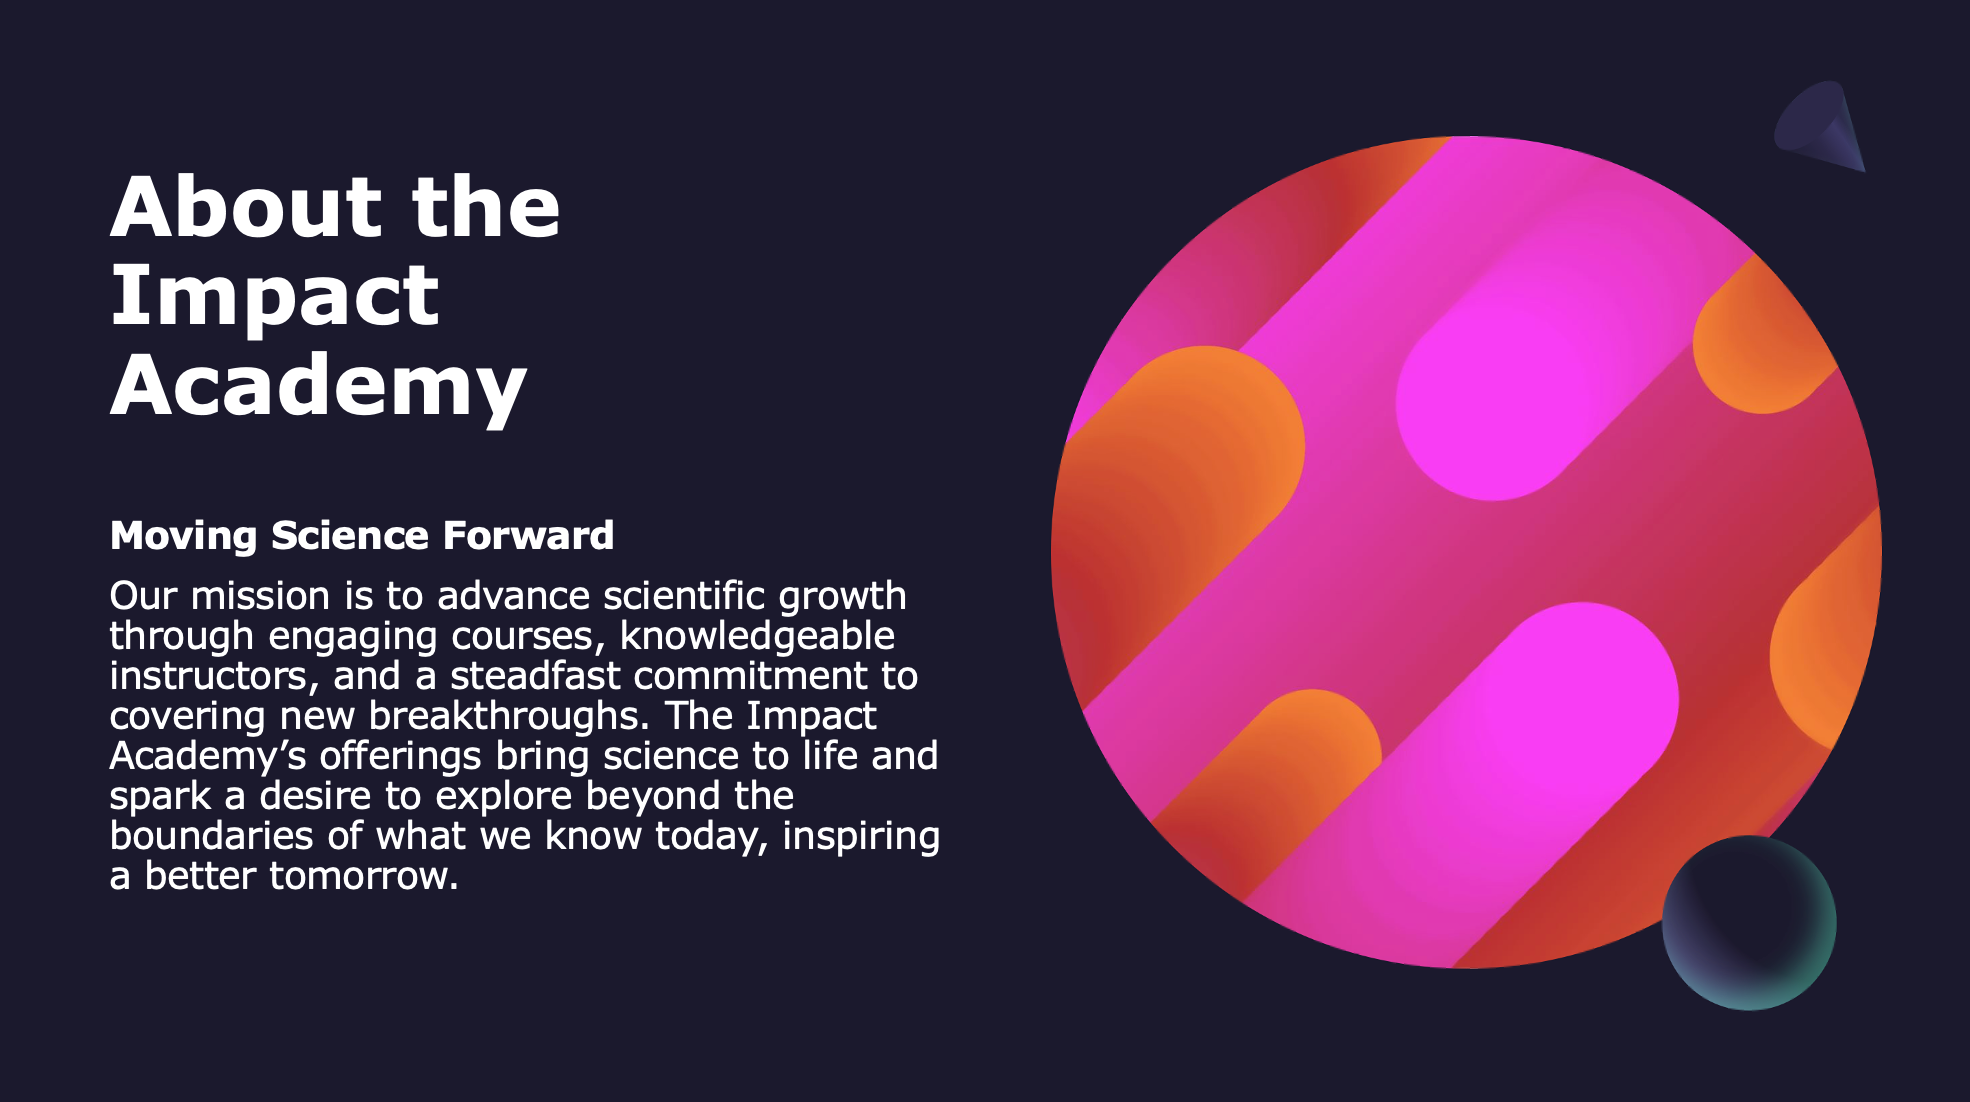 About the
Impact
Academy
Moving Science Forward
Our mission is to advance scientific growth
through engaging courses, knowledgeable
instructors, and a steadfast commitment to
covering new breakthroughs. The Impact
Academy’s offerings bring science to life and
spark a desire to explore beyond the
boundaries of what we know today, inspiring
a better tomorrow.